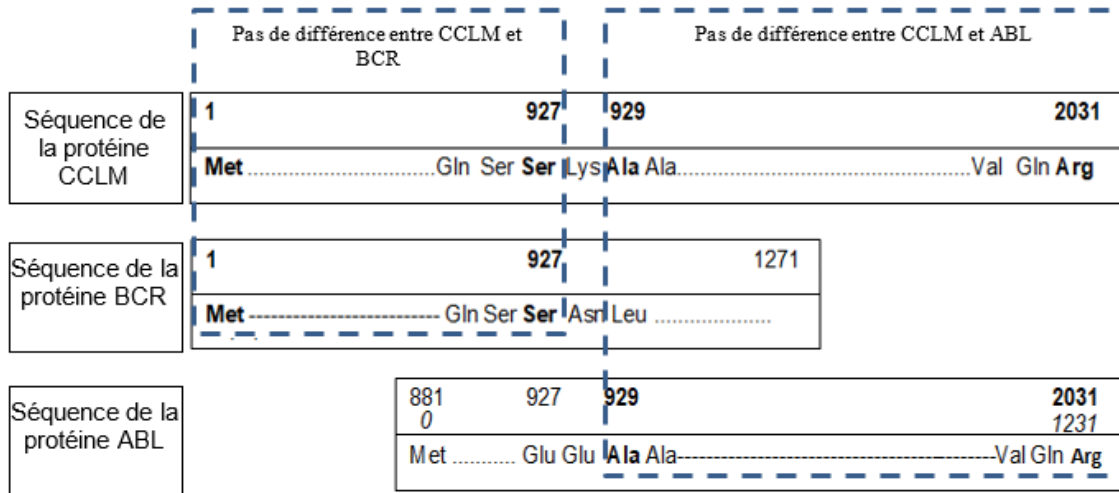 Pas de différence entre CCLM et
BCR
Pas de différence entre CCLM et ABL
Séquence de
la protéine
CCLM
1 927 929 2031
Met ..............................Gln Ser Ser Lys Ala Ala..................................................Val Gln Arg
Séquence de la
protéine BCR
1 927 1271
Met --------------------------- Gln Ser Ser Asn Leu .....................
Séquence de la
protéine ABL
881 927 929 2031
0 1231
Met .......... Glu Glu Ala Ala---------------------------------------------Val Gln Arg